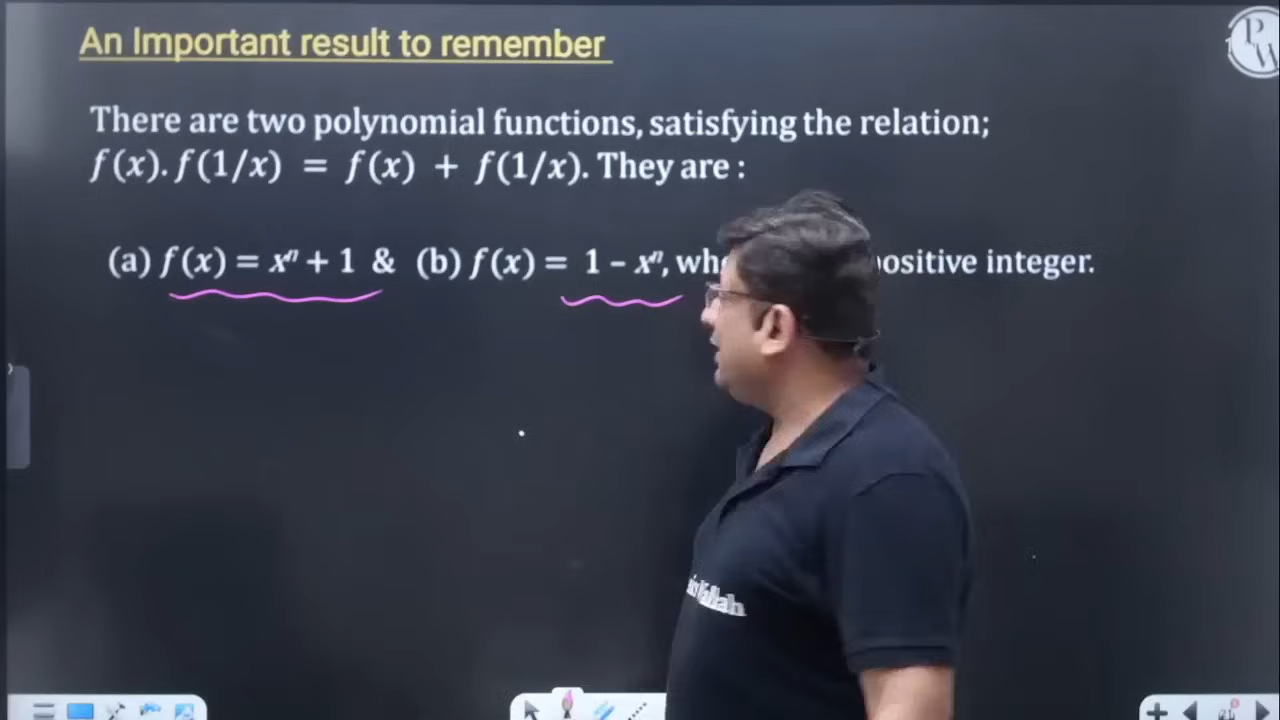 An Important result to remember
There are two polynomial functions, satisfying the relation;
f(x). f(1/x) = f(x) + f(1/x). They are :
(a) f(x) = xⁿ + 1 & (b) f(x) = 1 – xⁿ, positive integer.
PW